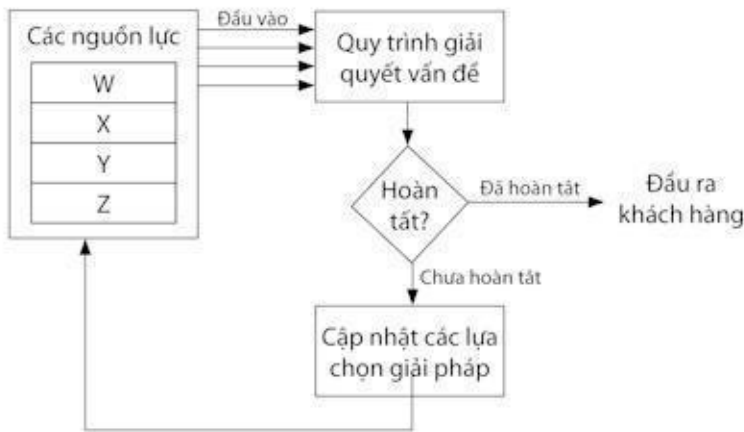 Các nguồn lực
W
X
Y
Z
Đầu vào
Quy trình giải
quyết vấn đề
Hoàn
tất?
Đã hoàn tất
Đầu ra
khách hàng
Chưa hoàn tất
Cập nhật các lựa
chọn giải pháp